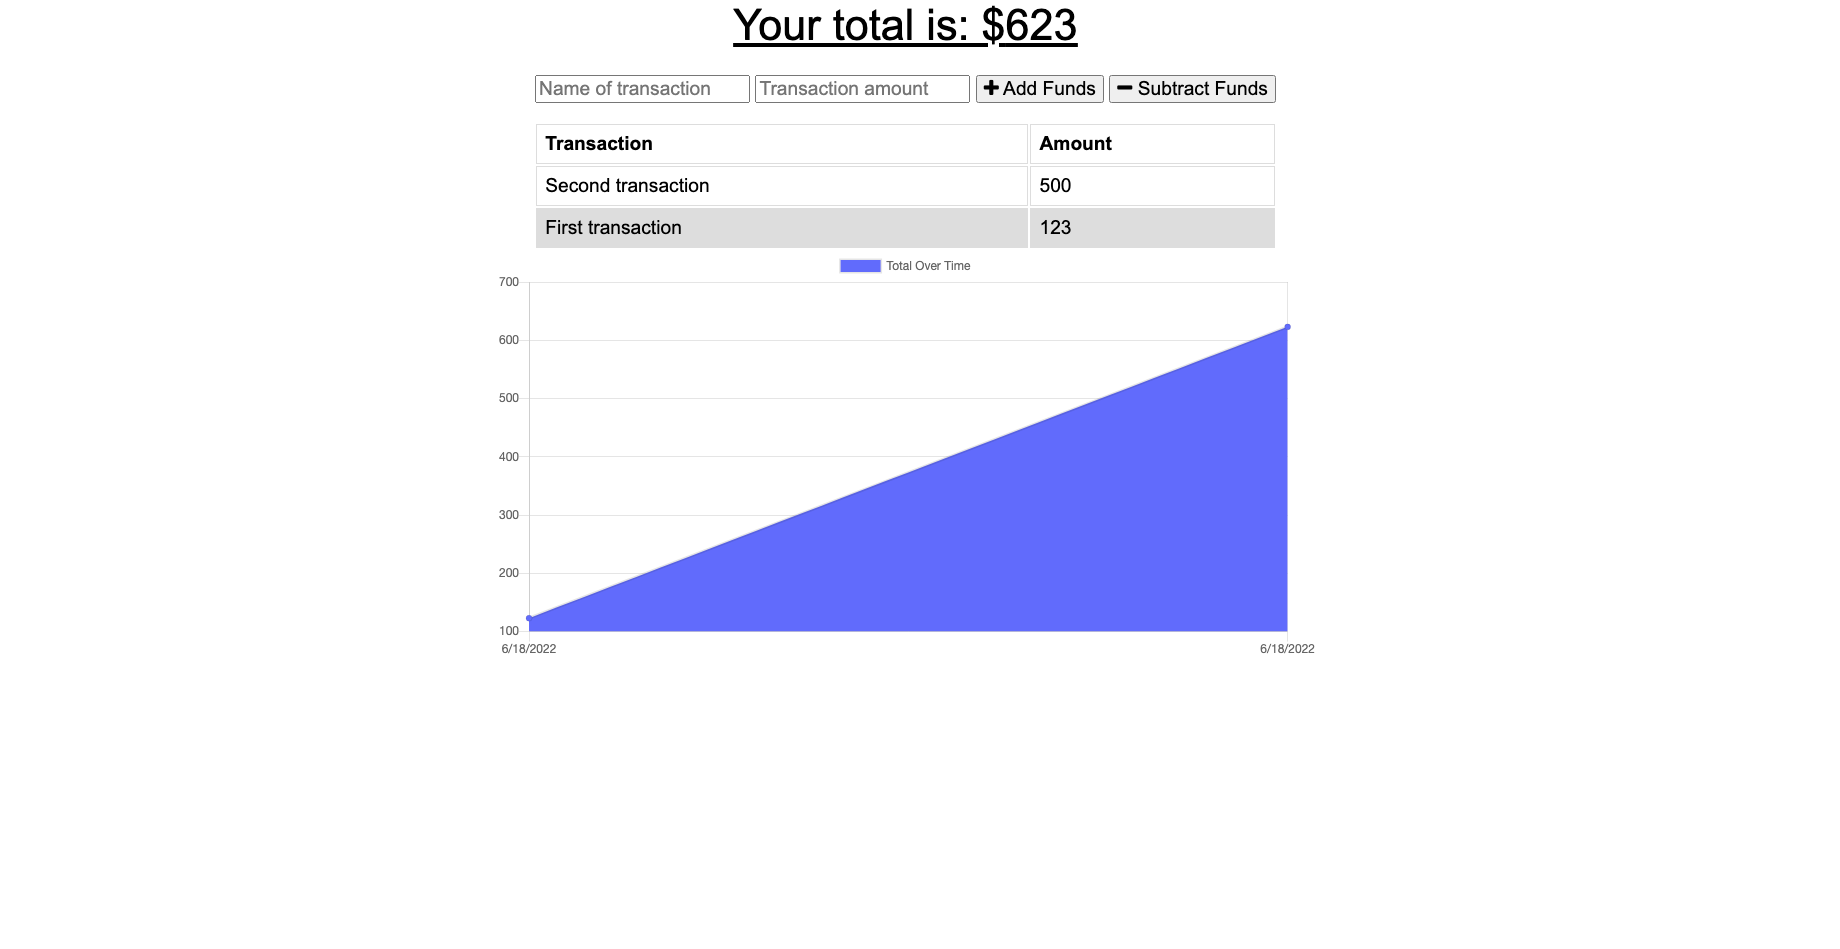 Your total is: $623
Name of transaction Transaction amount Add Funds Subtract Funds
Transaction Amount
Second transaction 500
First transaction 123
Total Over Time
700
600
500
400
300
200
100
6/18/2022 6/18/2022